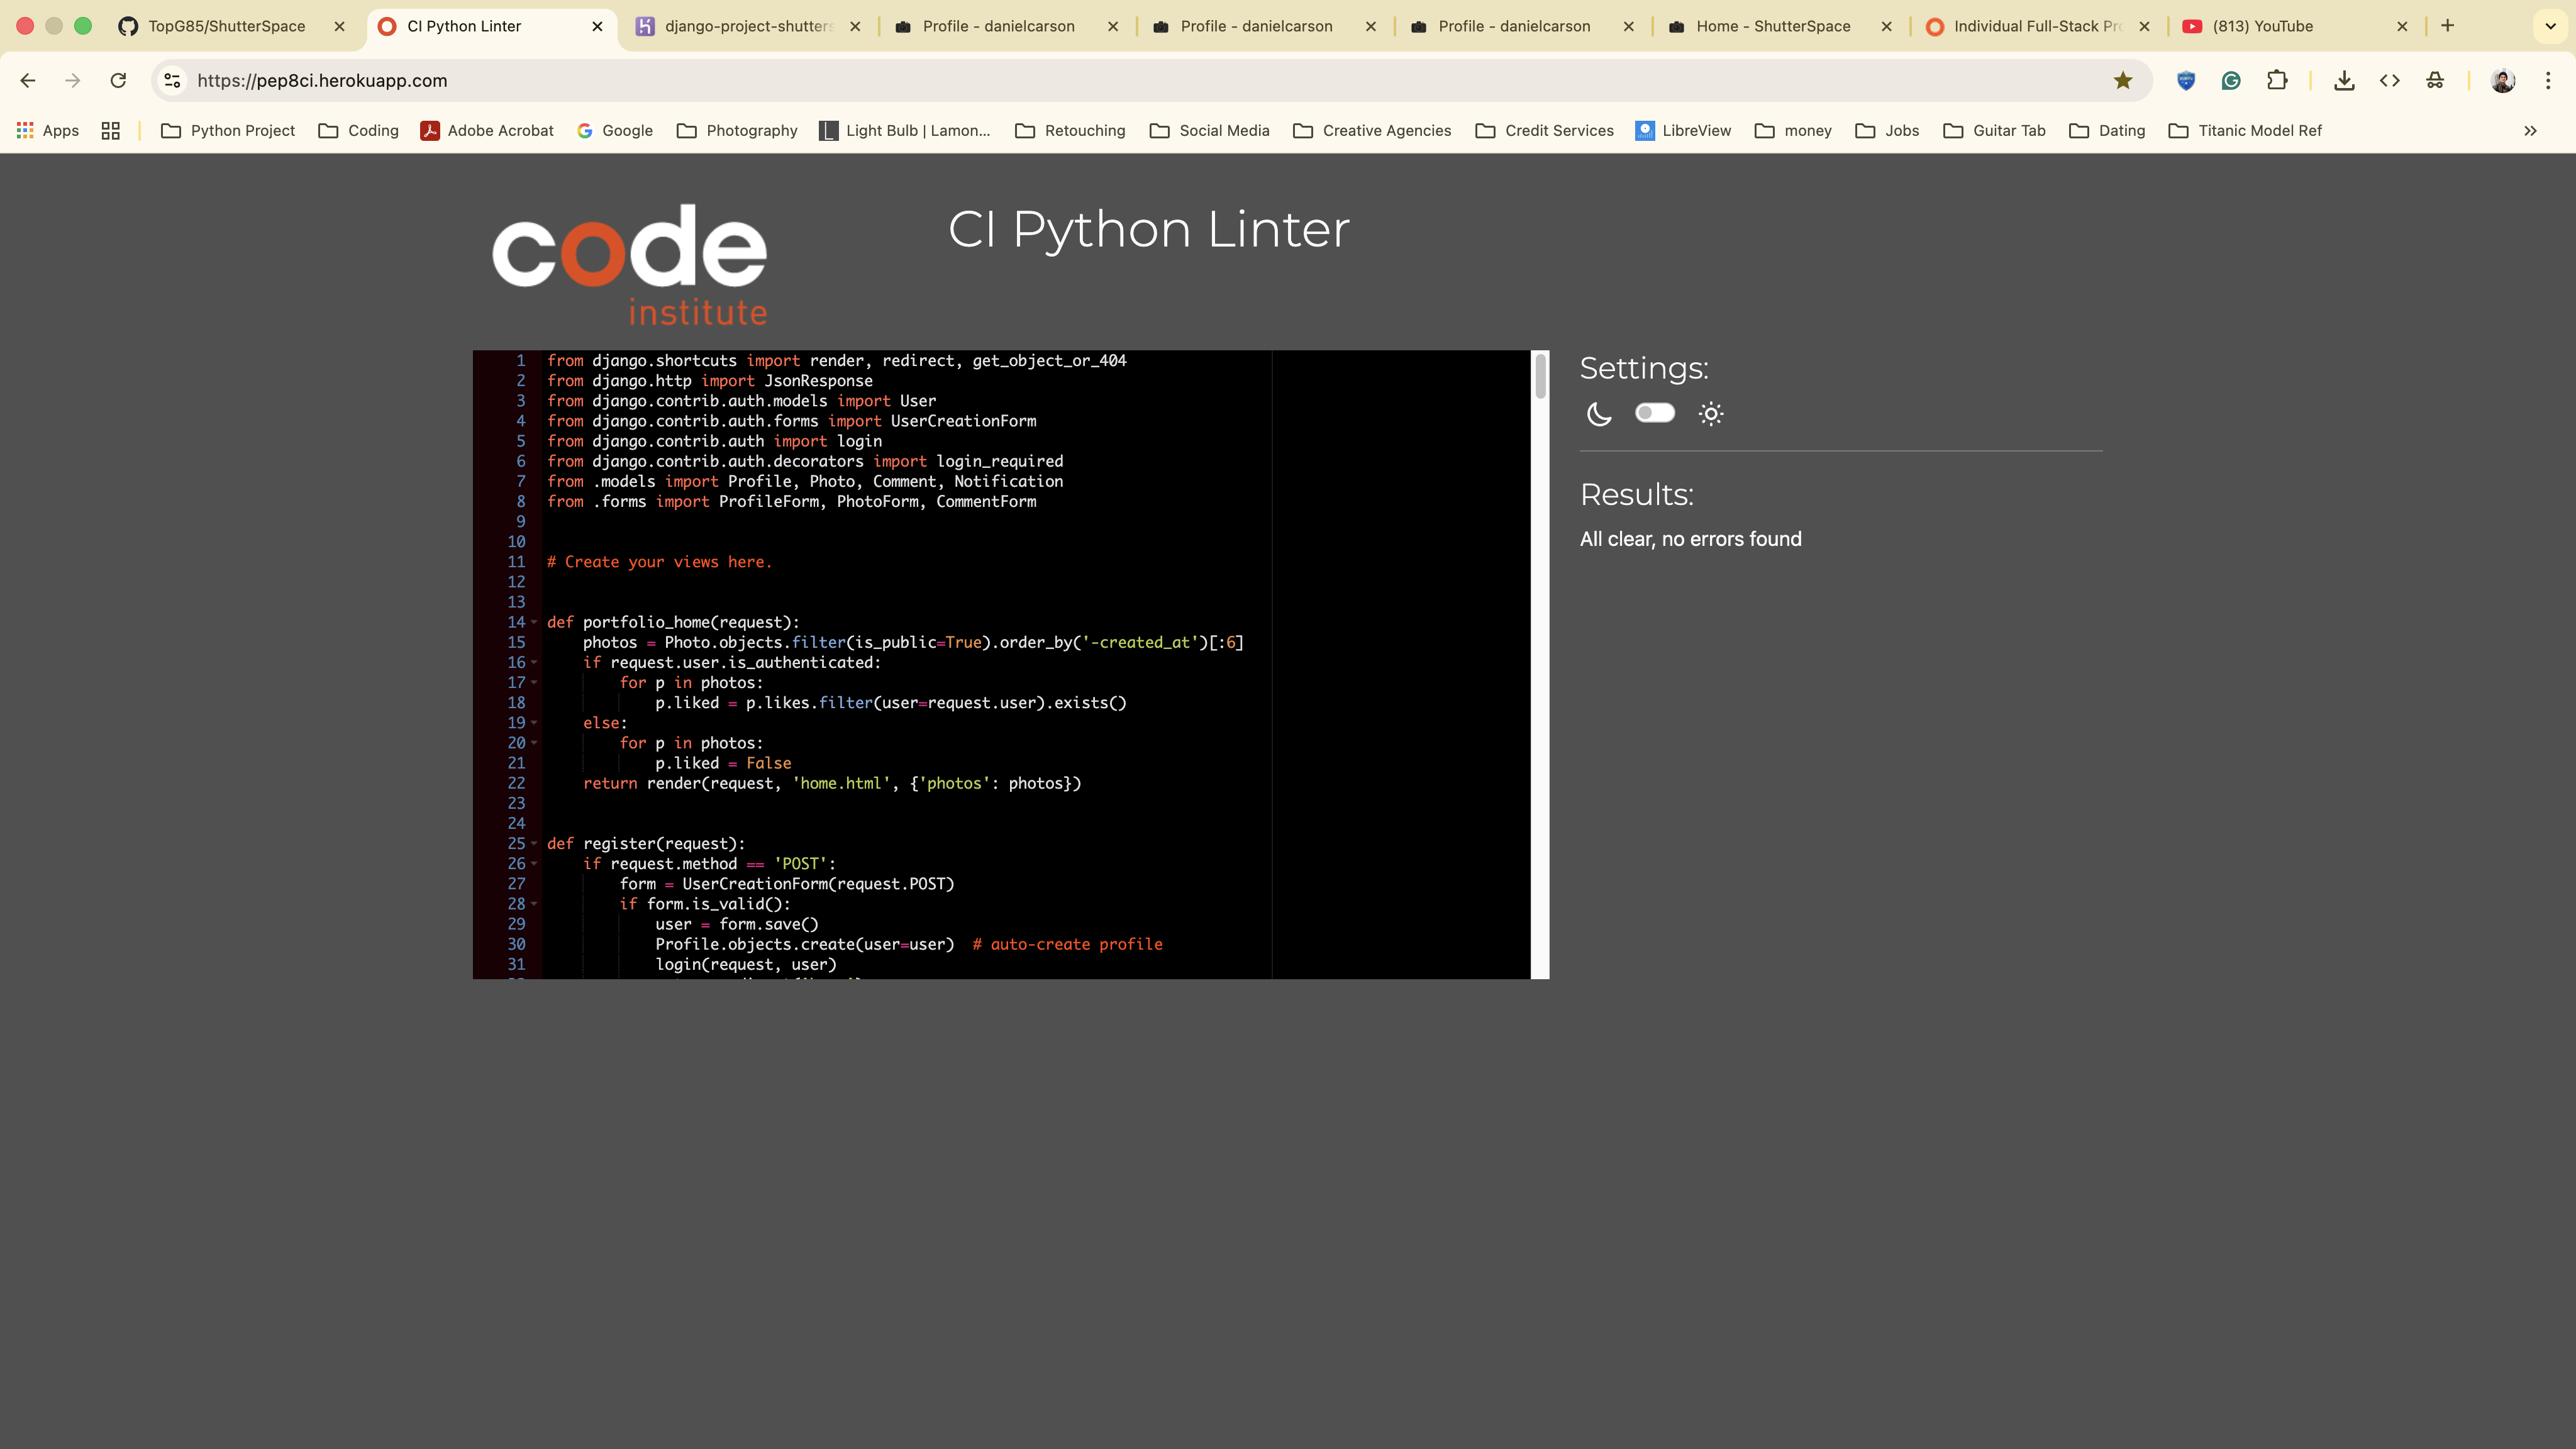 TopG85/ShutterSpace
CI Python Linter
django-project-shutters
Profile - danielcarson
Profile - danielcarson
Profile - danielcarson
Home - ShutterSpace
Individual Full-Stack Pro
(813) YouTube
https://pep8ci.herokuapp.com
Apps
Python Project
Coding
Adobe Acrobat
Google
Photography
Light Bulb | Lamon...
Retouching
Social Media
Creative Agencies
Credit Services
LibreView
money
Jobs
Guitar Tab
Dating
Titanic Model Ref
code
institute
CI Python Linter
1 from django.shortcuts import render, redirect, get_object_or_404
2 from django.http import JsonResponse
3 from django.contrib.auth.models import User
4 from django.contrib.auth.forms import UserCreationForm
5 from django.contrib.auth import login
6 from django.contrib.auth.decorators import login_required
7 from .models import Profile, Photo, Comment, Notification
8 from .forms import ProfileForm, PhotoForm, CommentForm
9
10
11 # Create your views here.
12
13
14 def portfolio_home(request):
15     photos = Photo.objects.filter(is_public=True).order_by('-created_at')[:6]
16     if request.user.is_authenticated:
17         for p in photos:
18             p.liked = p.likes.filter(user=request.user).exists()
19     else:
20         for p in photos:
21             p.liked = False
22     return render(request, 'home.html', {'photos': photos})
23
24
25 def register(request):
26     if request.method == 'POST':
27         form = UserCreationForm(request.POST)
28         if form.is_valid():
29             user = form.save()
30             Profile.objects.create(user=user)  # auto-create profile
31             login(request, user)
Settings:
Results:
All clear, no errors found